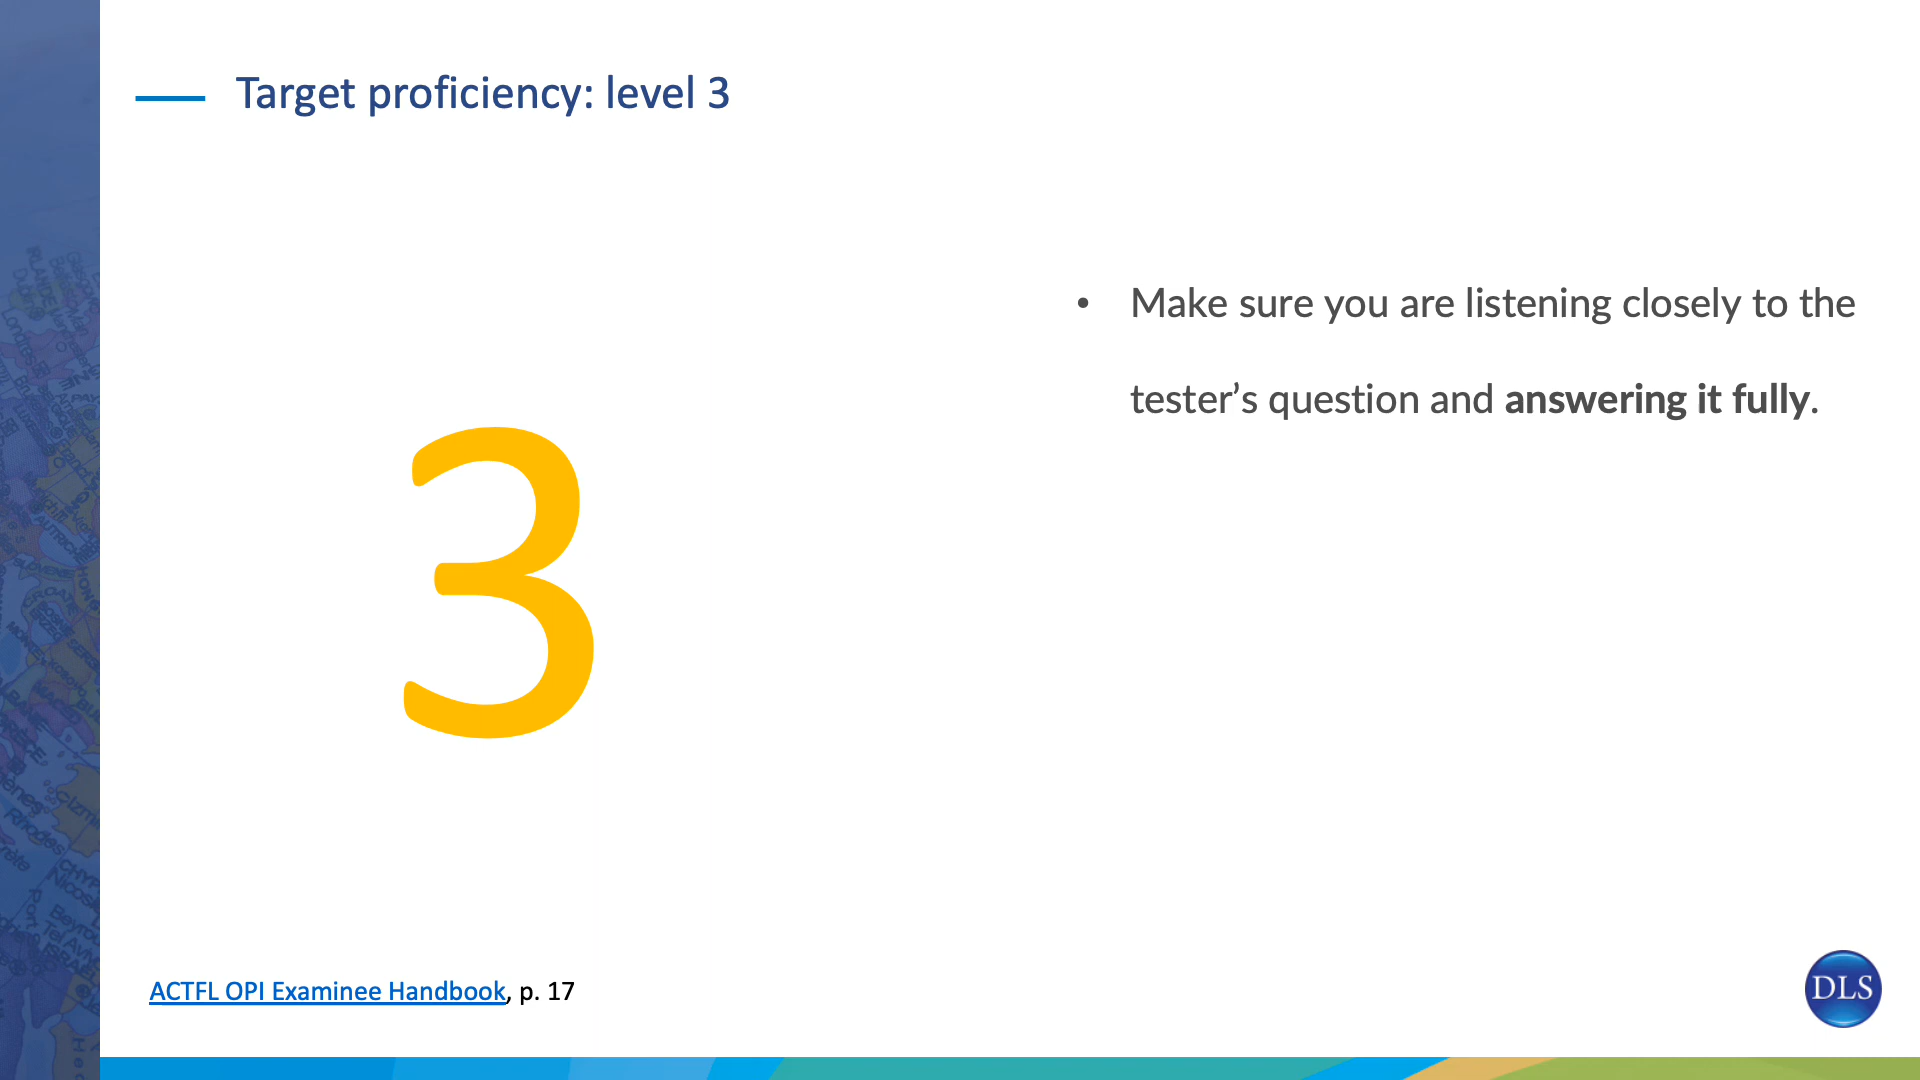 Target proficiency: level 3
3
• Make sure you are listening closely to the
tester’s question and answering it fully.
ACTFL OPI Examinee Handbook, p. 17
DLS